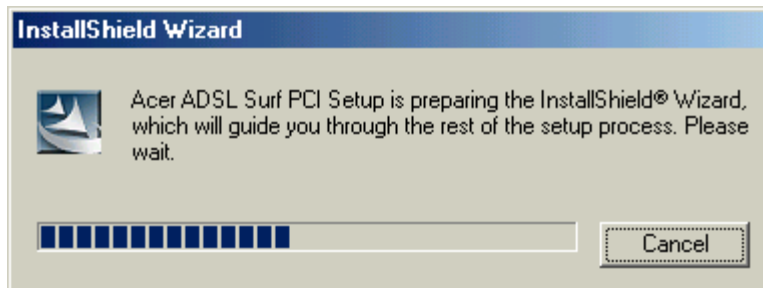 InstallShield Wizard
Acer ADSL Surf PCI Setup is preparing the InstallShield® Wizard,
which will guide you through the rest of the setup process. Please
wait.
Cancel